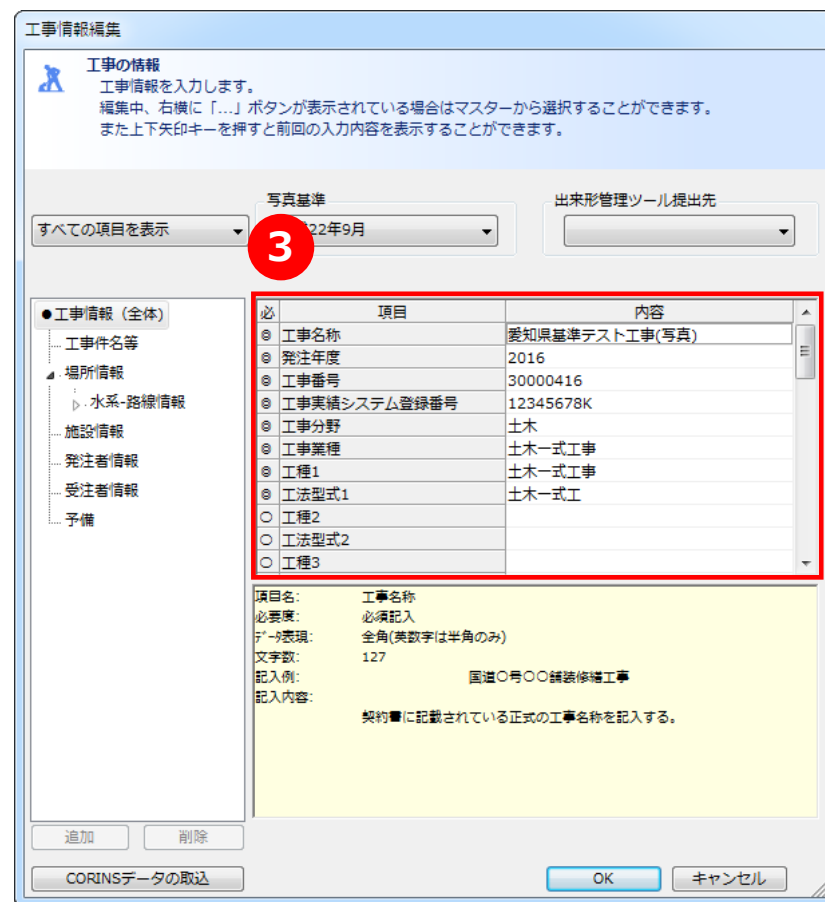 工事情報編集
工事の情報
工事情報を入力します。
編集中、右横に「...」ボタンが表示されている場合はマスターから選択することができます。
また上下矢印キーを押すと前回の入力内容を表示することができます。
写真基準
出来形管理ツール提出先
すべての項目を表示
22年9月
3
●工事情報（全体）
工事件名等
場所情報
水系-路線情報
施設情報
発注者情報
受注者情報
予備
必 項目 内容
◎ 工事名称 愛知県基準テスト工事(写真)
◎ 発注年度 2016
◎ 工事番号 30000416
◎ 工事実績システム登録番号 12345678K
◎ 工事分野 土木
◎ 工事業種 土木一式工事
◎ 工種1 土木一式工事
◎ 工法型式1 土木一式工
○ 工種2
○ 工法型式2
○ 工種3
項目名: 工事名称
必要度: 必須記入
ﾃﾞｰﾀ表現: 全角(英数字は半角のみ)
文字数: 127
記入例: 国道○号○○舗装修繕工事
記入内容:
契約書に記載されている正式の工事名称を記入する。
追加 削除
CORINSデータの取込 OK キャンセル